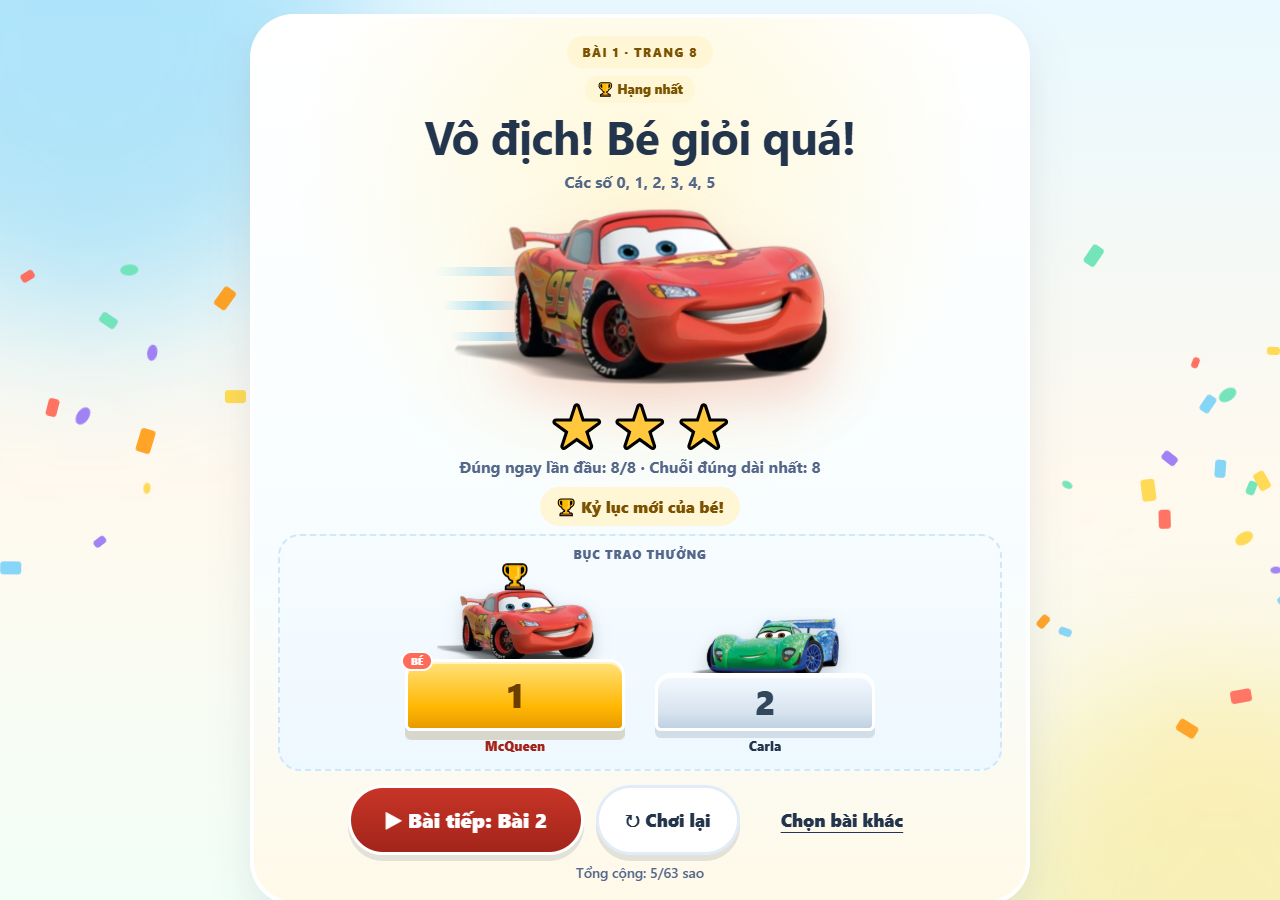 BÀI 1 · TRANG 8
🏆 Hạng nhất
Vô địch! Bé giỏi quá!
Các số 0, 1, 2, 3, 4, 5
95
LIGHTYEAR
Đúng ngay lần đầu: 8/8 · Chuỗi đúng dài nhất: 8
🏆 Kỷ lục mới của bé!
BỤC TRAO THƯỞNG
BÉ
1
2
McQueen
Carla
▶ Bài tiếp: Bài 2
↻ Chơi lại
Chọn bài khác
Tổng cộng: 5/63 sao